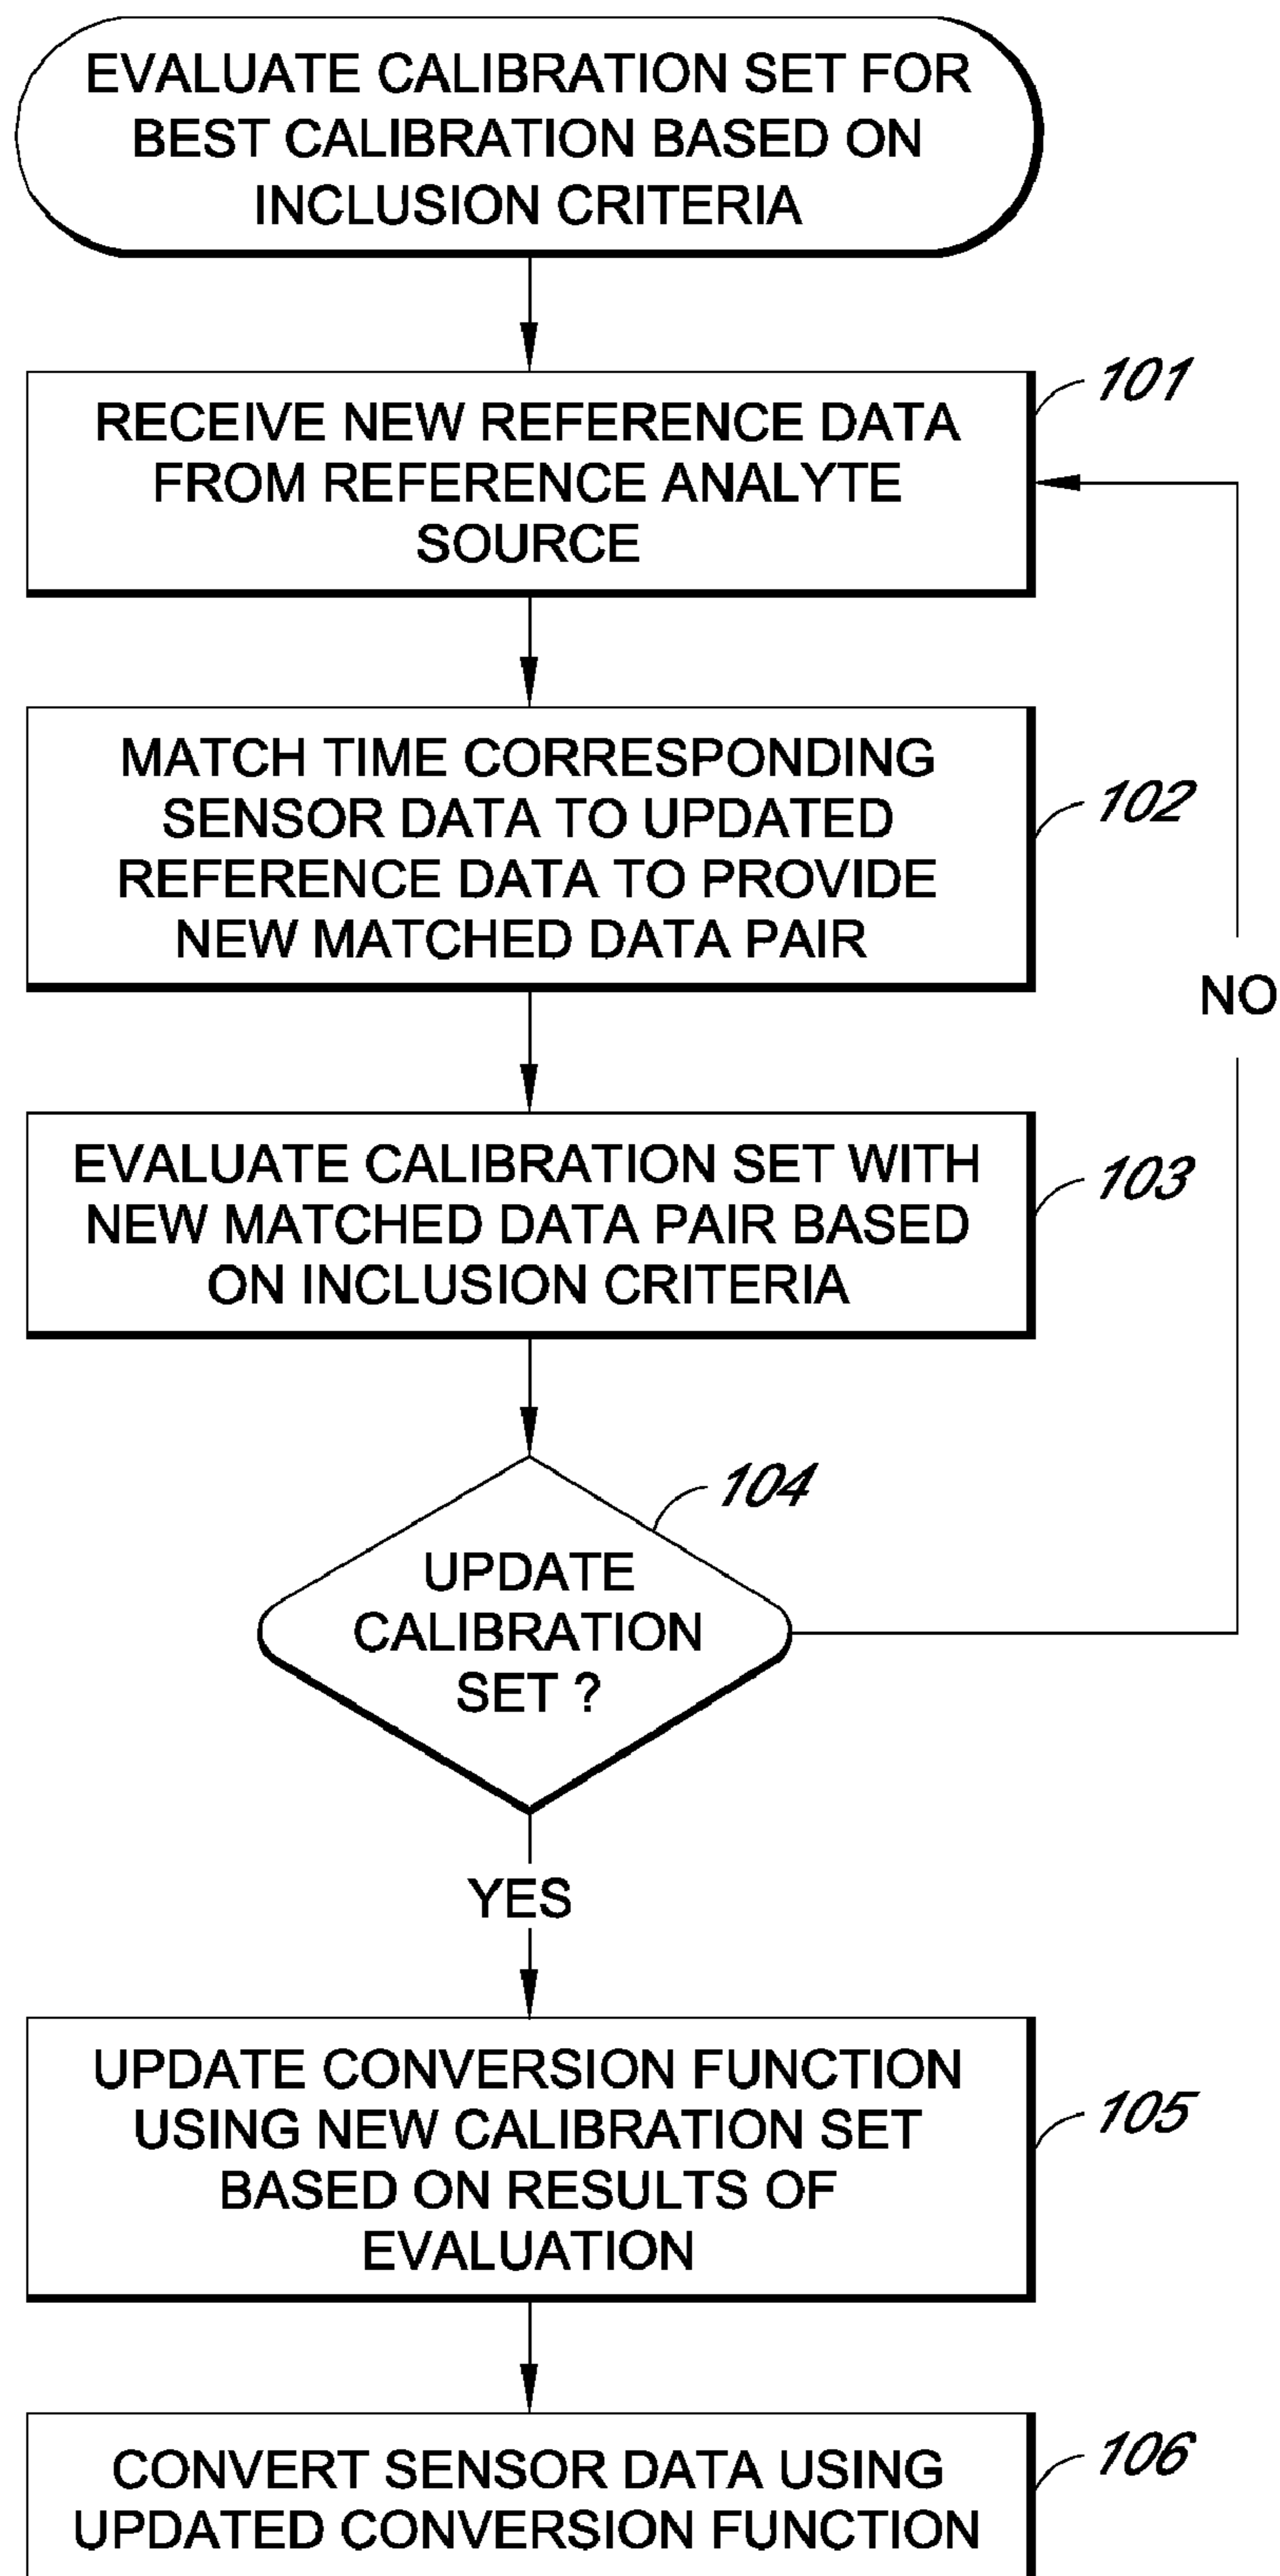 EVALUATE CALIBRATION SET FOR
BEST CALIBRATION BASED ON
INCLUSION CRITERIA
101
RECEIVE NEW REFERENCE DATA
FROM REFERENCE ANALYTE
SOURCE
102
MATCH TIME CORRESPONDING
SENSOR DATA TO UPDATED
REFERENCE DATA TO PROVIDE
NEW MATCHED DATA PAIR
NO
103
EVALUATE CALIBRATION SET WITH
NEW MATCHED DATA PAIR BASED
ON INCLUSION CRITERIA
104
UPDATE
CALIBRATION
SET ?
YES
105
UPDATE CONVERSION FUNCTION
USING NEW CALIBRATION SET
BASED ON RESULTS OF
EVALUATION
106
CONVERT SENSOR DATA USING
UPDATED CONVERSION FUNCTION